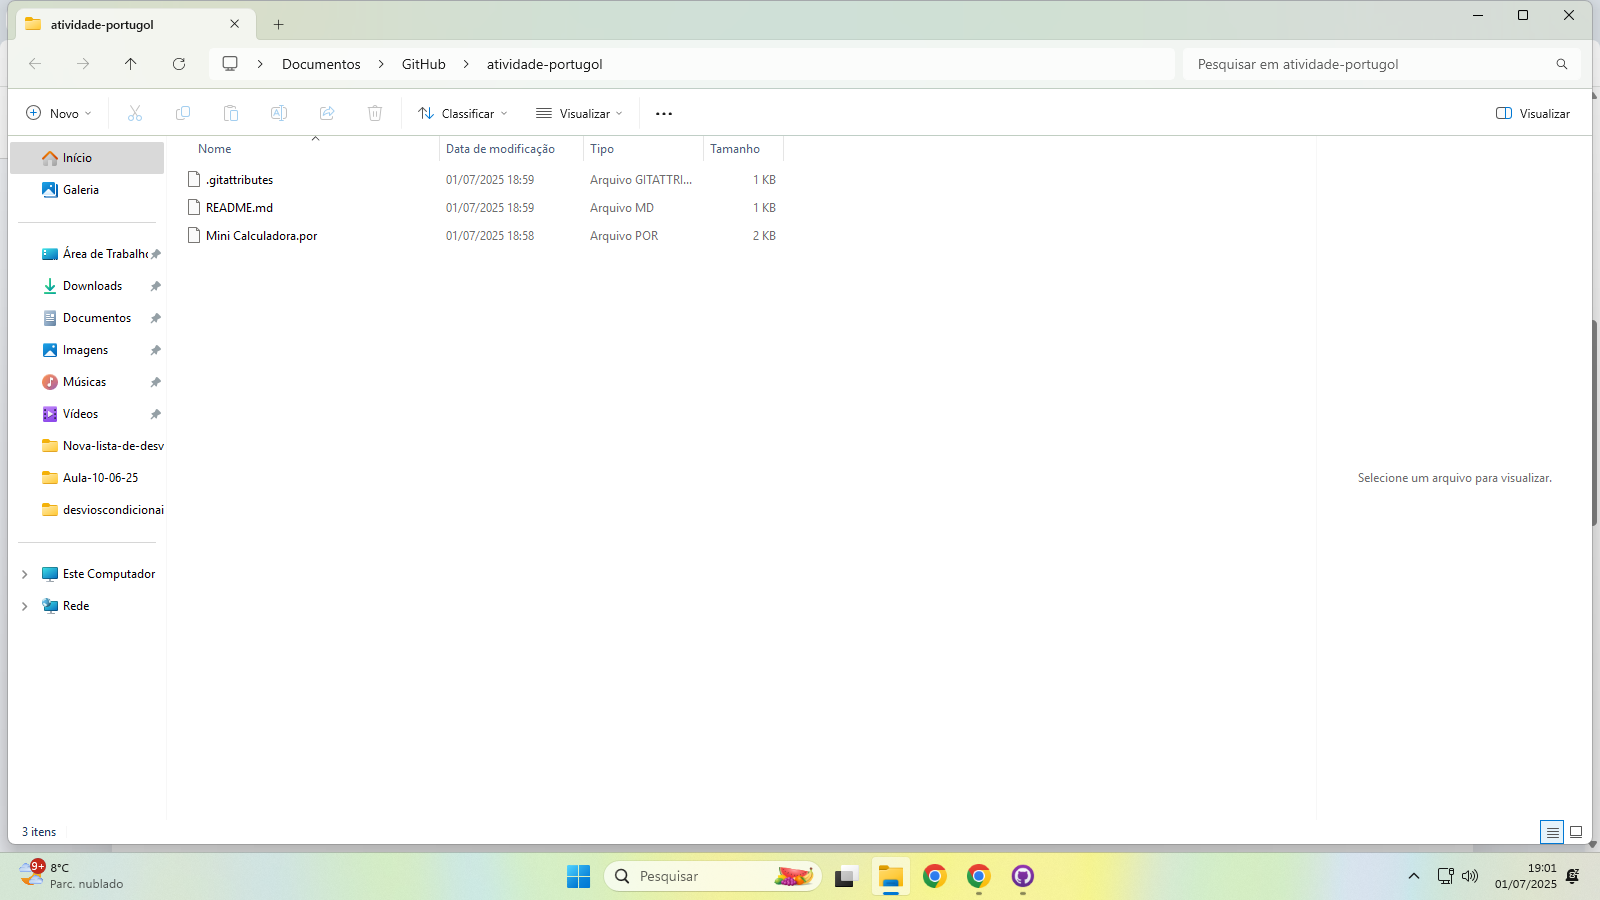 atividade-portugol
Documentos
GitHub
atividade-portugol
Pesquisar em atividade-portugol
Novo
Classificar
Visualizar
Visualizar
Início
Galeria
Área de Trabalho
Downloads
Documentos
Imagens
Músicas
Vídeos
Nova-lista-de-desv
Aula-10-06-25
desvioscondicionai
Este Computador
Rede
Nome Data de modificação Tipo Tamanho
.gitattributes 01/07/2025 18:59 Arquivo GITATTRI... 1 KB
README.md 01/07/2025 18:59 Arquivo MD 1 KB
Mini Calculadora.por 01/07/2025 18:58 Arquivo POR 2 KB
Selecione um arquivo para visualizar.
3 itens
9+
8°C
Parc. nublado
Pesquisar
19:01
01/07/2025